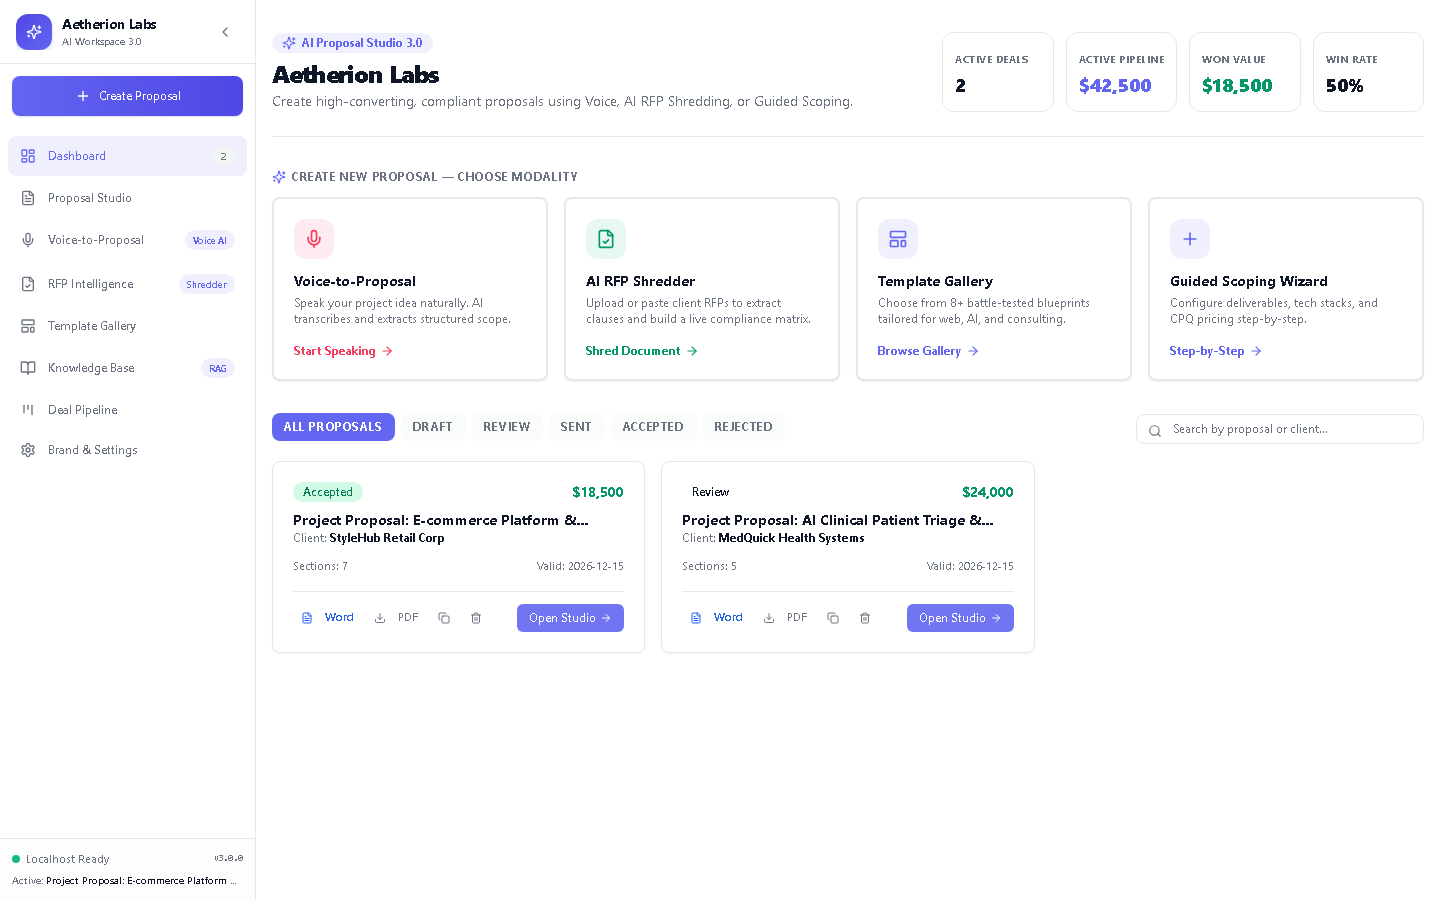 Aetherion Labs
AI Workspace 3.0
Create Proposal
Dashboard 2
Proposal Studio
Voice-to-Proposal Voice AI
RFP Intelligence Shredder
Template Gallery
Knowledge Base RAG
Deal Pipeline
Brand & Settings
Localhost Ready v3.0.0
Active: Project Proposal: E-commerce Platform ...
AI Proposal Studio 3.0
Aetherion Labs
Create high-converting, compliant proposals using Voice, AI RFP Shredding, or Guided Scoping.
ACTIVE DEALS
2
ACTIVE PIPELINE
$42,500
WON VALUE
$18,500
WIN RATE
50%
CREATE NEW PROPOSAL — CHOOSE MODALITY
Voice-to-Proposal
Speak your project idea naturally. AI
transcribes and extracts structured scope.
Start Speaking →
AI RFP Shredder
Upload or paste client RFPs to extract
clauses and build a live compliance matrix.
Shred Document →
Template Gallery
Choose from 8+ battle-tested blueprints
tailored for web, AI, and consulting.
Browse Gallery →
Guided Scoping Wizard
Configure deliverables, tech stacks, and
CPQ pricing step-by-step.
Step-by-Step →
ALL PROPOSALS DRAFT REVIEW SENT ACCEPTED REJECTED
Search by proposal or client...
Accepted $18,500
Project Proposal: E-commerce Platform &...
Client: StyleHub Retail Corp
Sections: 7 Valid: 2026-12-15
Word PDF Open Studio →
Review $24,000
Project Proposal: AI Clinical Patient Triage &...
Client: MedQuick Health Systems
Sections: 5 Valid: 2026-12-15
Word PDF Open Studio →